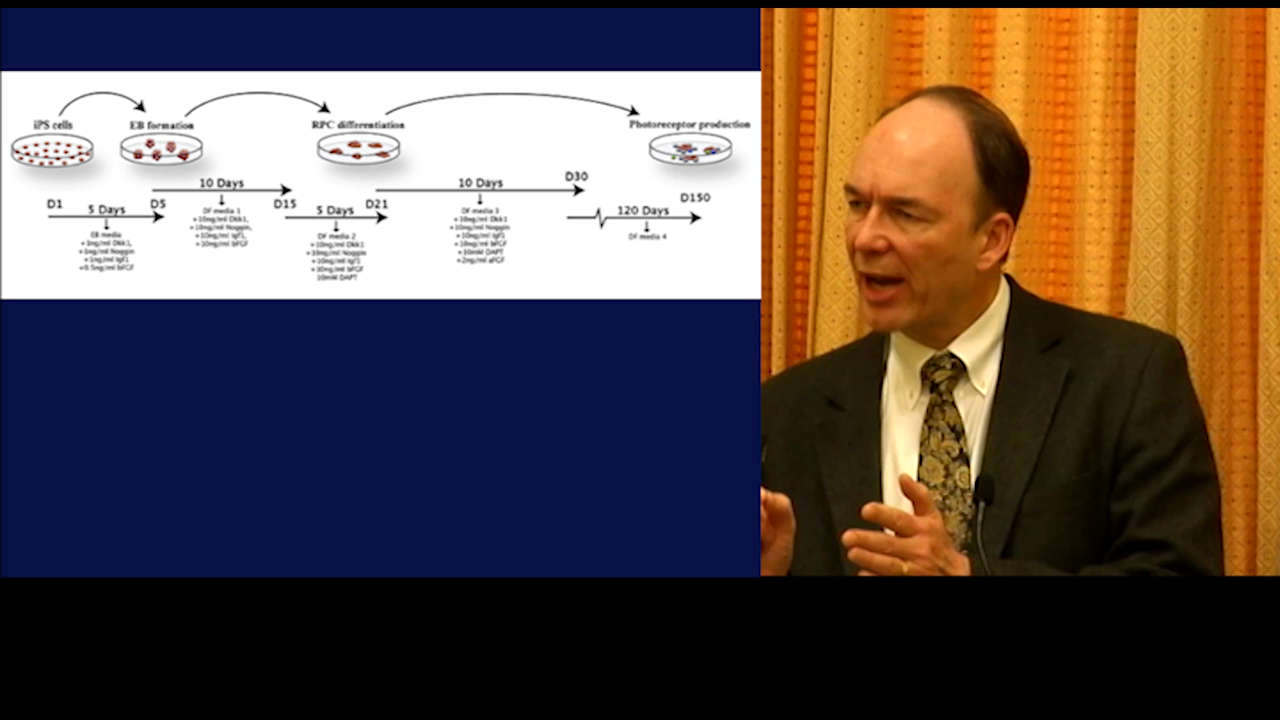 iPS cells
EB formation
RPC differentiation
Photoreceptor production
D1
5 Days
D5
10 Days
D15
5 Days
D21
10 Days
D30
120 Days
D150
EB media
+1ng/ml Dkk1,
+1ng/ml Noggin
+1ng/ml Igf1
+0.5ng/ml bFGF
DF media 1
+10ng/ml Dkk1,
+10ng/ml Noggin,
+10ng/ml Igf1,
+10ng/ml bFGF
DF media 2
+10ng/ml Dkk1
+10ng/ml Noggin
+10ng/ml Igf1
+10ng/ml bFGF
10mM DAPT
DF media 3
+10ng/ml Dkk1
+10ng/ml Noggin
+10ng/ml Igf1
+10ng/ml bFGF
+10mM DAPT
+2ng/ml aFGF
DF media 4